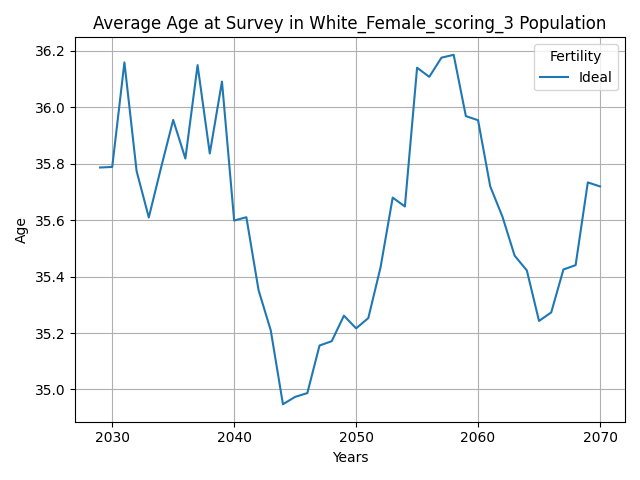 Average Age at Survey in White_Female_scoring_3 Population
Fertility
Ideal
Age
36.2
36.0
35.8
35.6
35.4
35.2
35.0
2030 2040 2050 2060 2070
Years